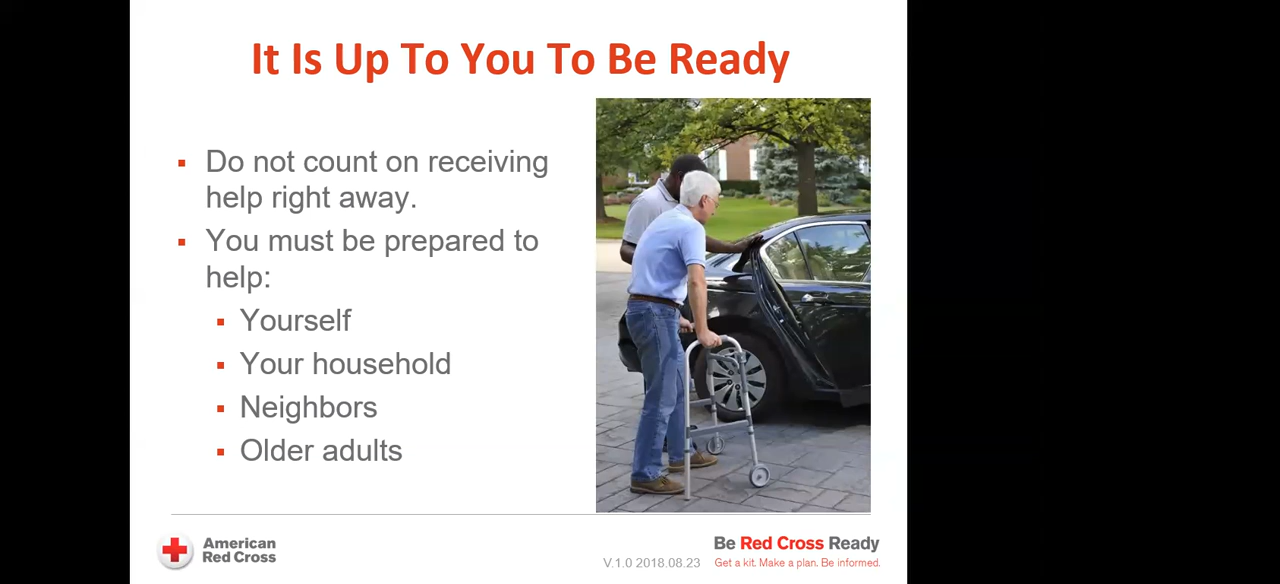 It Is Up To You To Be Ready
▪ Do not count on receiving
help right away.
▪ You must be prepared to
help:
▪ Yourself
▪ Your household
▪ Neighbors
▪ Older adults
American
Red Cross
V.1.0 2018.08.23
Be Red Cross Ready
Get a kit. Make a plan. Be informed.